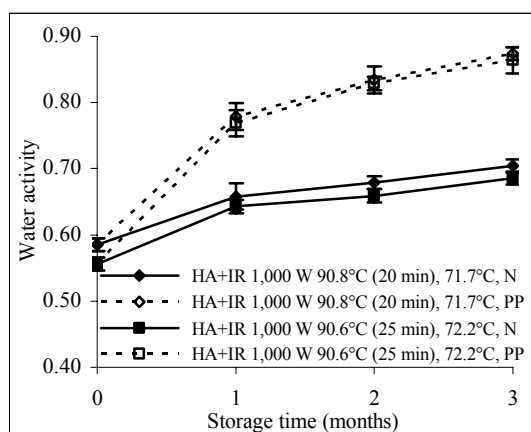 0.90
0.80
0.70
0.60
0.50
0.40
Water activity
HA+IR 1,000 W 90.8°C (20 min), 71.7°C, N
HA+IR 1,000 W 90.8°C (20 min), 71.7°C, PP
HA+IR 1,000 W 90.6°C (25 min), 72.2°C, N
HA+IR 1,000 W 90.6°C (25 min), 72.2°C, PP
0 1 2 3
Storage time (months)